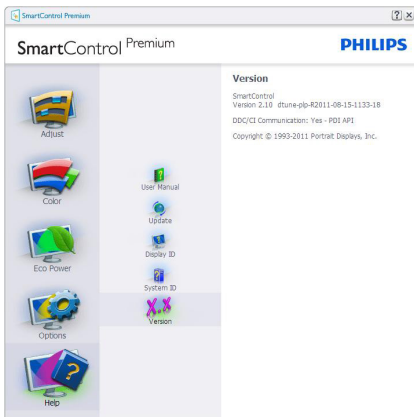 SmartControl Premium
SmartControl Premium
PHILIPS
Adjust
Color
Eco Power
Options
Help
User Manual
Update
Display ID
System ID
Version
Version
SmartControl
Version 2.10 dtune-plp-R2011-08-15-1133-18
DDC/CI Communication: Yes - PDI API
Copyright © 1993-2011 Portrait Displays, Inc.